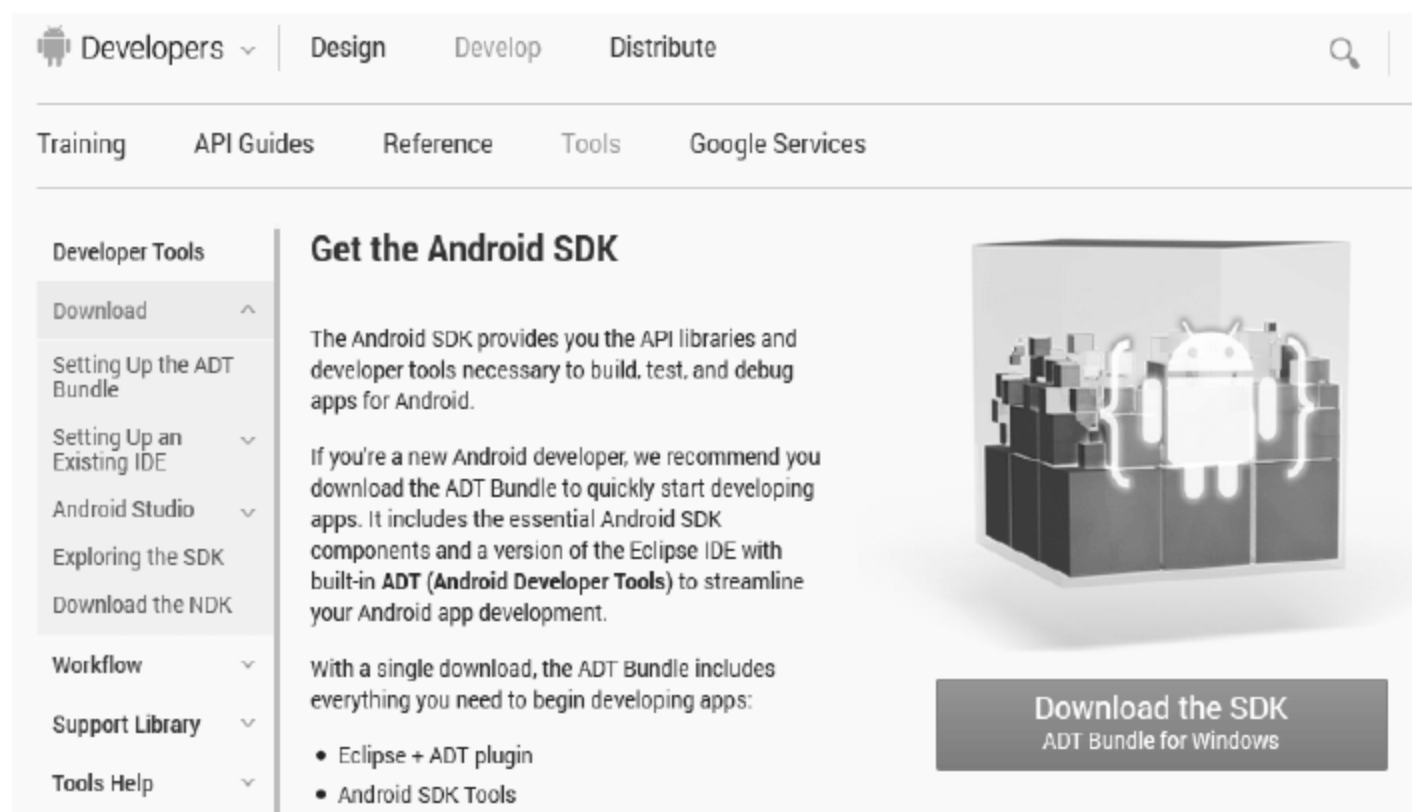 Developers Design Develop Distribute
Training API Guides Reference Tools Google Services
Developer Tools
Download
Setting Up the ADT
Bundle
Setting Up an
Existing IDE
Android Studio
Exploring the SDK
Download the NDK
Workflow
Support Library
Tools Help
Get the Android SDK
The Android SDK provides you the API libraries and
developer tools necessary to build, test, and debug
apps for Android.
If you're a new Android developer, we recommend you
download the ADT Bundle to quickly start developing
apps. It includes the essential Android SDK
components and a version of the Eclipse IDE with
built-in ADT (Android Developer Tools) to streamline
your Android app development.
With a single download, the ADT Bundle includes
everything you need to begin developing apps:
• Eclipse + ADT plugin
• Android SDK Tools
Download the SDK
ADT Bundle for Windows